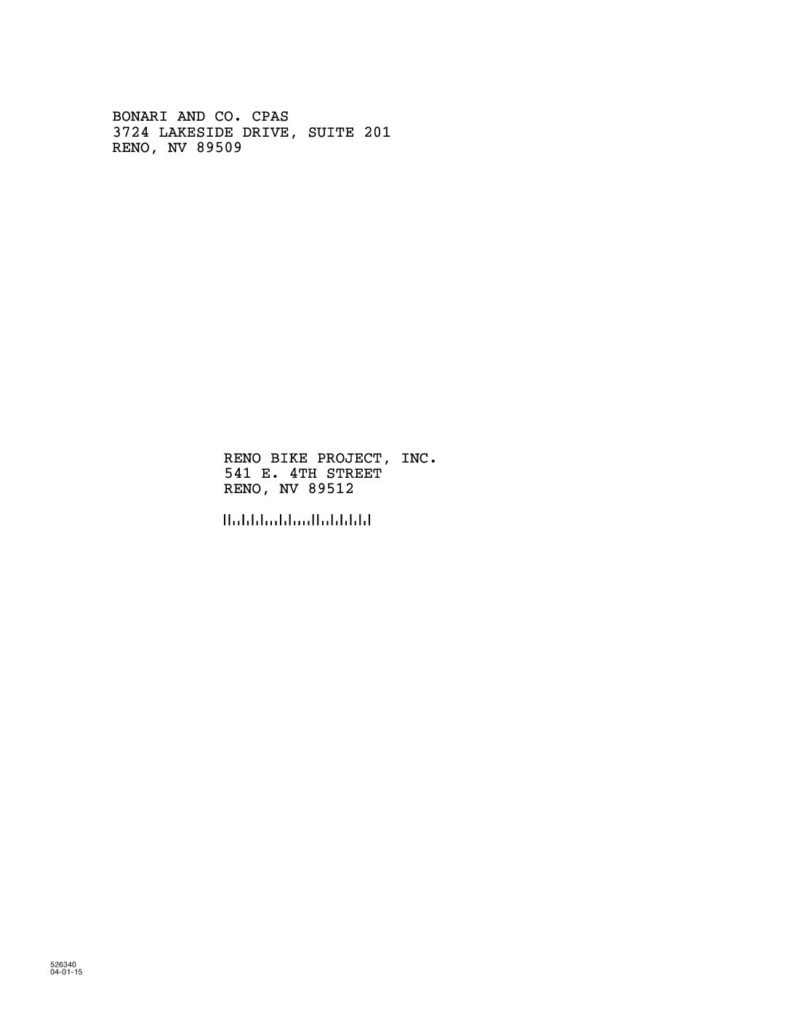 BONARI AND CO. CPAS
3724 LAKESIDE DRIVE, SUITE 201
RENO, NV 89509
RENO BIKE PROJECT, INC.
541 E. 4TH STREET
RENO, NV 89512
526340
04-01-15